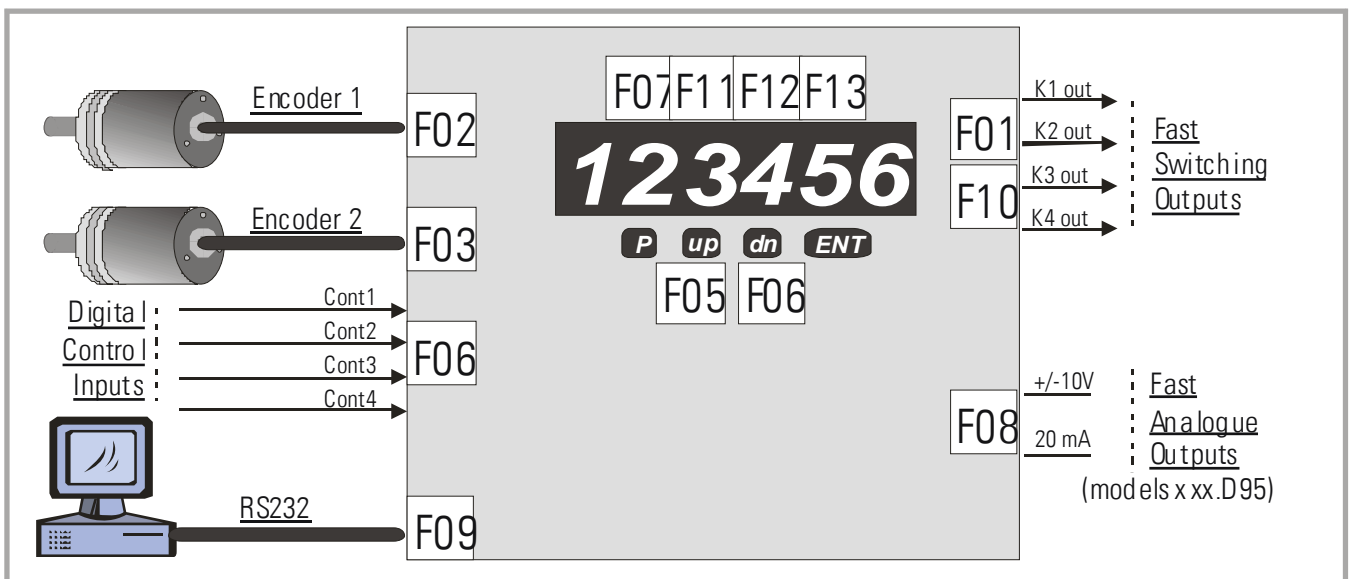 Encoder 1
F02
Encoder 2
F03
Digital
Control
Inputs
Cont1
Cont2
Cont3
Cont4
F06
RS232
F09
F07 F11 F12 F13
123456
P up dn ENT
F05 F06
F01
F10
K1 out
K2 out
K3 out
K4 out
Fast
Switching
Outputs
F08
+/-10V
20 mA
Fast
Analogue
Outputs
(models x xx.D95)